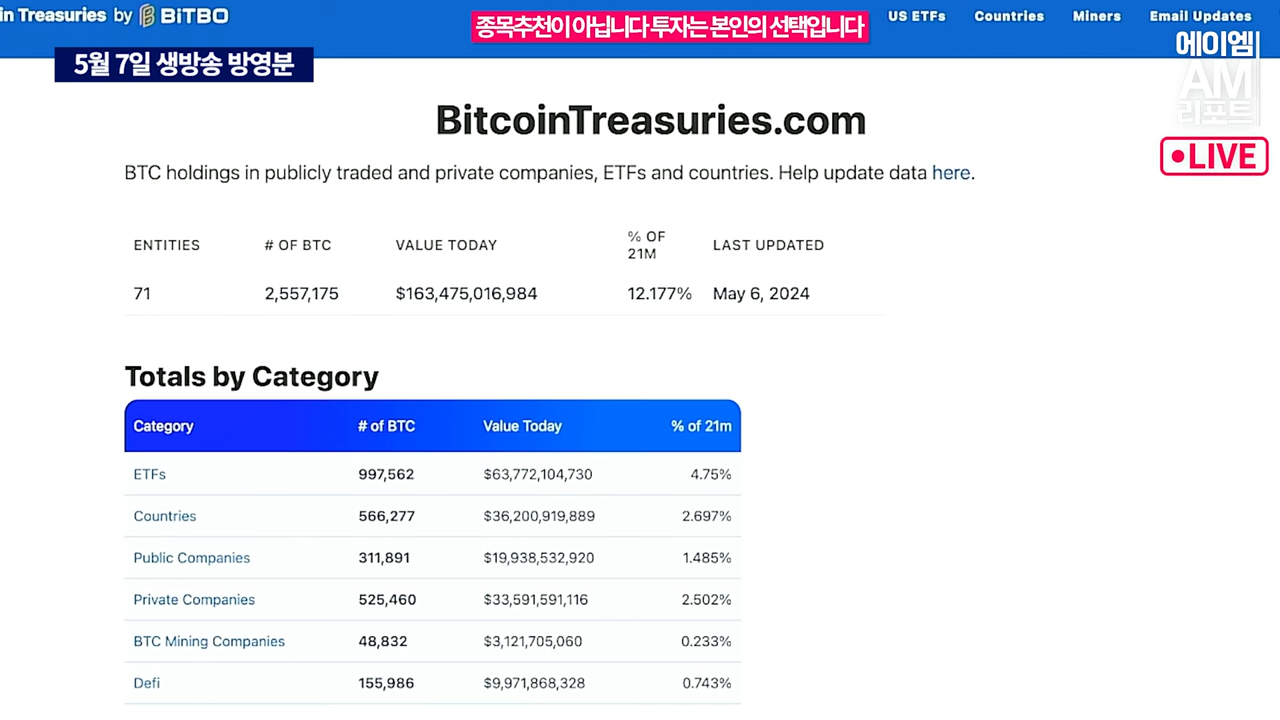 in Treasuries by BiTBO
종목추천이 아닙니다 투자는 본인의 선택입니다
US ETFs Countries Miners Email Updates
5월 7일 생방송 방영분
에이엠
AM
리포트
LIVE
BitcoinTreasuries.com
BTC holdings in publicly traded and private companies, ETFs and countries. Help update data here.
ENTITIES # OF BTC VALUE TODAY % OF 21M LAST UPDATED
71 2,557,175 $163,475,016,984 12.177% May 6, 2024
Totals by Category
Category # of BTC Value Today % of 21m
ETFs 997,562 $63,772,104,730 4.75%
Countries 566,277 $36,200,919,889 2.697%
Public Companies 311,891 $19,938,532,920 1.485%
Private Companies 525,460 $33,591,591,116 2.502%
BTC Mining Companies 48,832 $3,121,705,060 0.233%
Defi 155,986 $9,971,868,328 0.743%